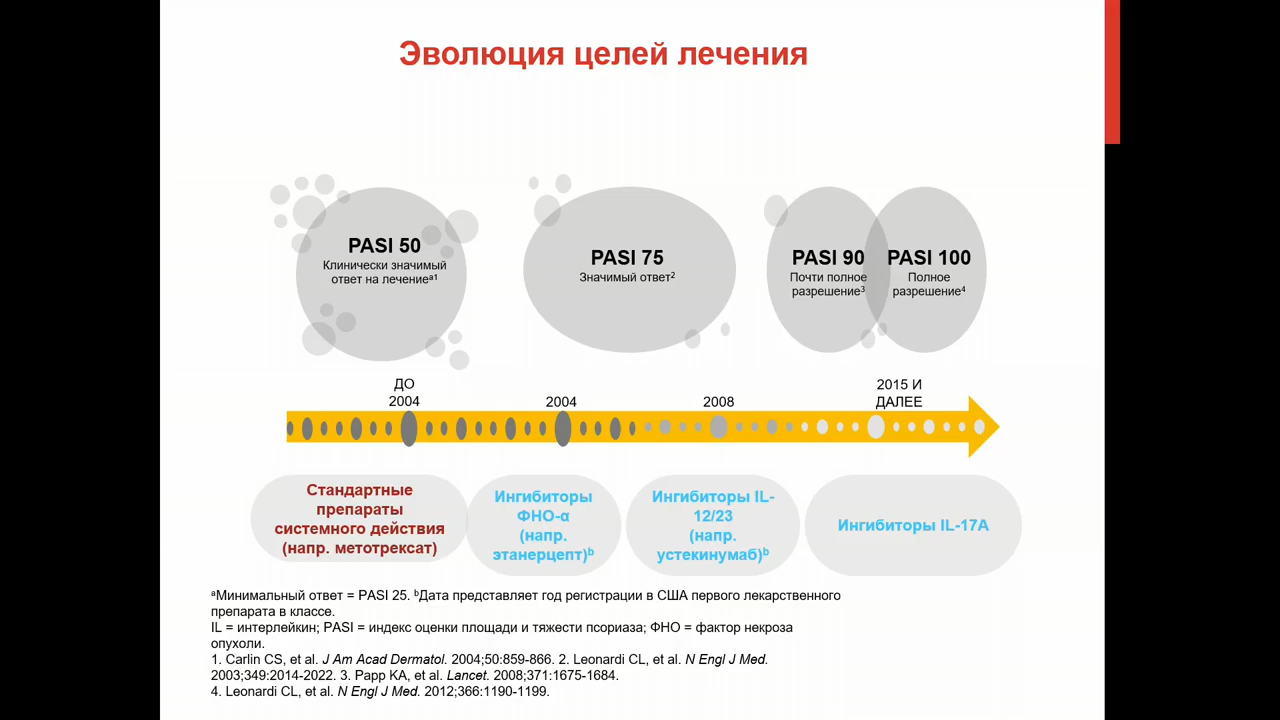 Эволюция целей лечения
PASI 50
Клинически значимый
ответ на лечениеᵃ¹
PASI 75
Значимый ответ²
PASI 90
Почти полное
разрешение³
PASI 100
Полное
разрешение⁴
ДО
2004
2004
2008
2015 И
ДАЛЕЕ
Стандартные
препараты
системного действия
(напр. метотрексат)
Ингибиторы
ФНО-α
(напр.
этанерцепт)ᵇ
Ингибиторы IL-
12/23
(напр.
устекинумаб)ᵇ
Ингибиторы IL-17A
ᵃМинимальный ответ = PASI 25. ᵇДата представляет год регистрации в США первого лекарственного
препарата в классе.
IL = интерлейкин; PASI = индекс оценки площади и тяжести псориаза; ФНО = фактор некроза
опухоли.
1. Carlin CS, et al. J Am Acad Dermatol. 2004;50:859-866. 2. Leonardi CL, et al. N Engl J Med.
2003;349:2014-2022. 3. Papp KA, et al. Lancet. 2008;371:1675-1684.
4. Leonardi CL, et al. N Engl J Med. 2012;366:1190-1199.